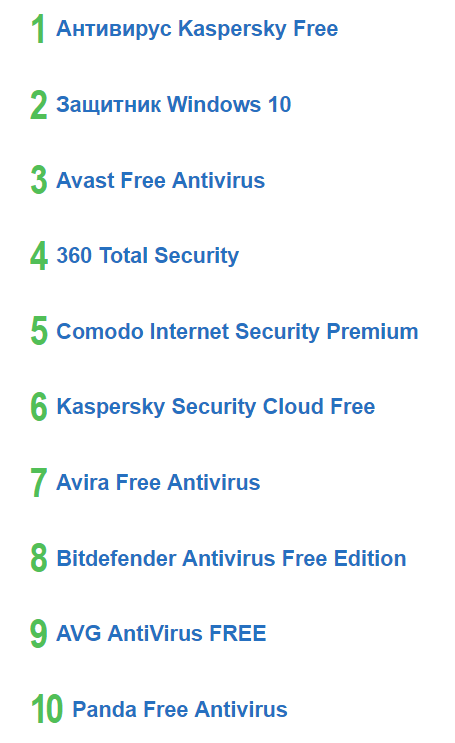 1 Антивирус Kaspersky Free
2 Защитник Windows 10
3 Avast Free Antivirus
4 360 Total Security
5 Comodo Internet Security Premium
6 Kaspersky Security Cloud Free
7 Avira Free Antivirus
8 Bitdefender Antivirus Free Edition
9 AVG AntiVirus FREE
10 Panda Free Antivirus